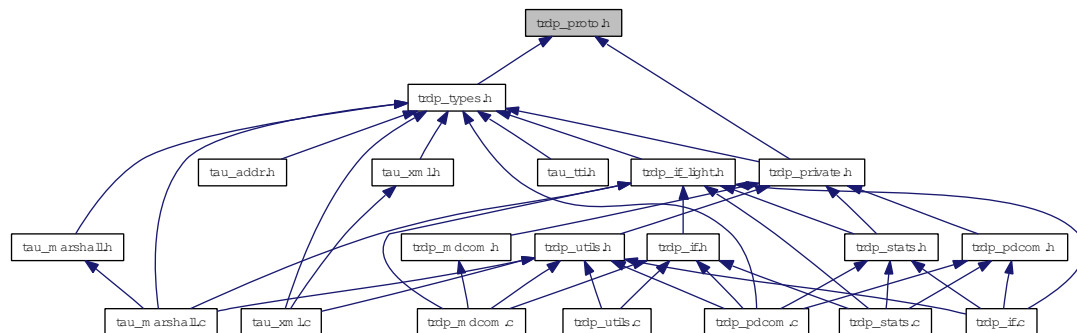 trdp_proto.h
trdp_types.h
tau_addr.h
tau_xml.h
tau_tti.h
trdp_if_light.h
trdp_private.h
tau_marshall.h
trdp_mdcom.h
trdp_utils.h
trdp_if.h
trdp_stats.h
trdp_pdcom.h
tau_marshall.c
tau_xml.c
trdp_mdcom.c
trdp_utils.c
trdp_pdcom.c
trdp_stats.c
trdp_if.c